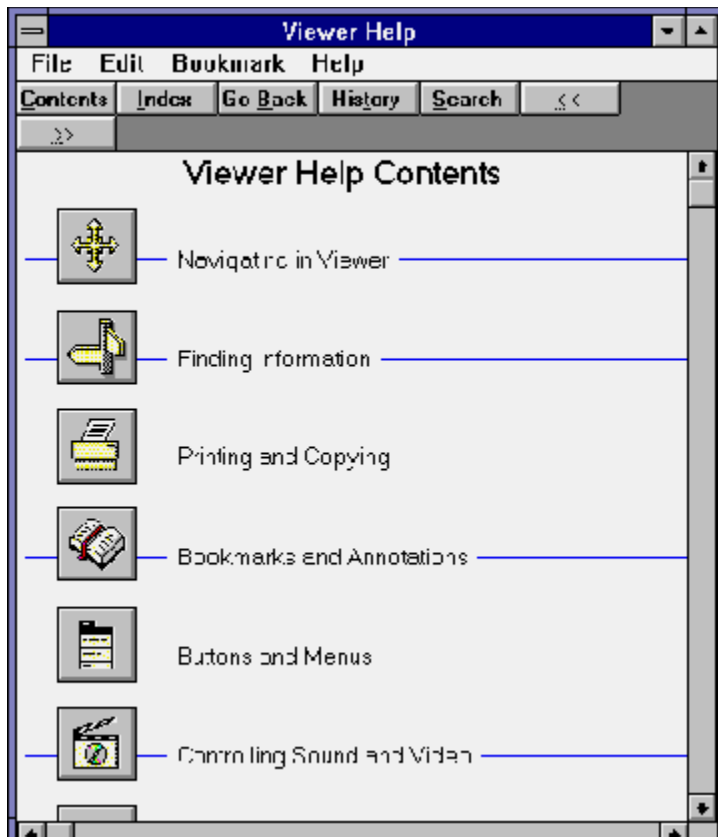 Viewer Help
File Edit Bookmark Help
Contents Index Go Back History Search <<
>>
Viewer Help Contents
Navigating in Viewer
Finding Information
Printing and Copying
Bookmarks and Annotations
Buttons and Menus
Controlling Sound and Video